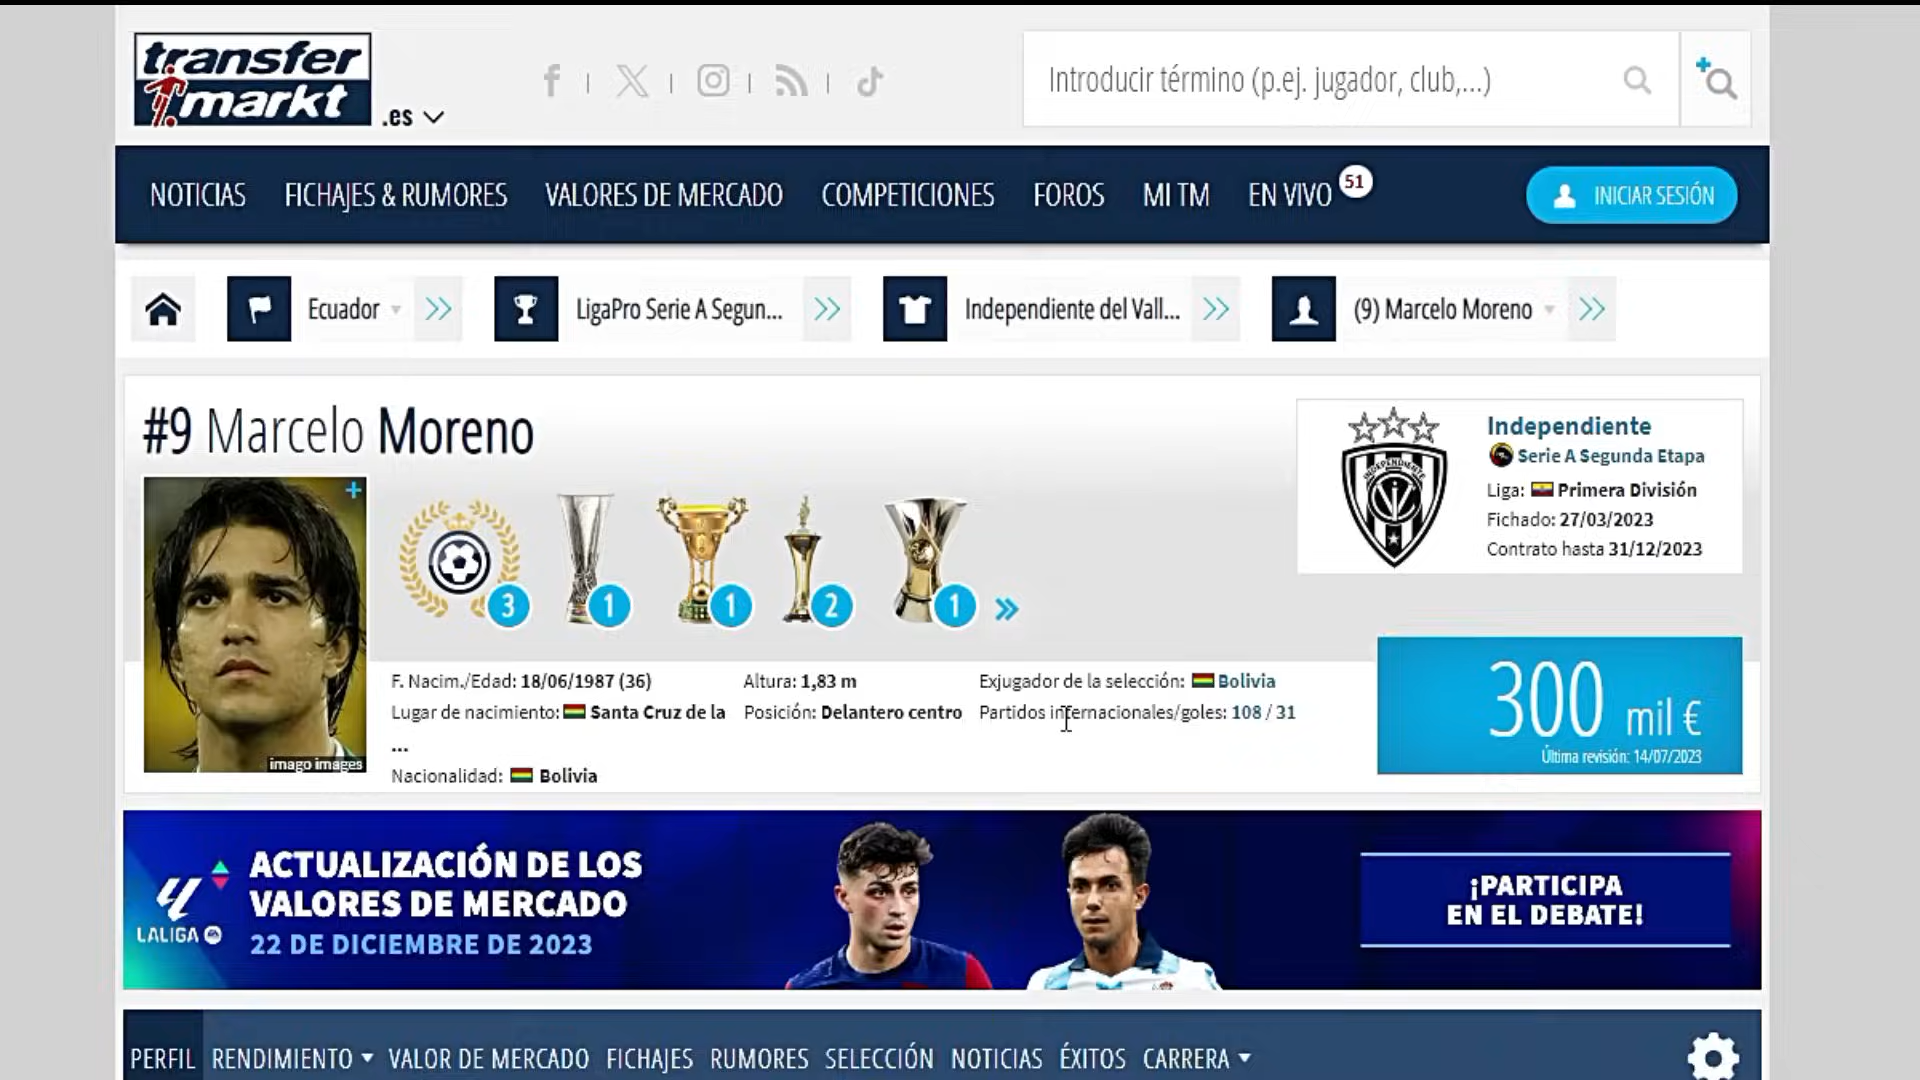 transfer
markt
.es
Introducir término (p.ej. jugador, club,...)
NOTICIAS FICHAJES & RUMORES VALORES DE MERCADO COMPETICIONES FOROS MI TM EN VIVO 51 INICIAR SESIÓN
Ecuador LigaPro Serie A Segun... Independiente del Vall... (9) Marcelo Moreno
#9 Marcelo Moreno
imago images
3 1 1 2 1
INDEPENDIENTE
Independiente
Serie A Segunda Etapa
Liga: Primera División
Fichado: 27/03/2023
Contrato hasta 31/12/2023
F. Nacim./Edad: 18/06/1987 (36)
Lugar de nacimiento: Santa Cruz de la
...
Nacionalidad: Bolivia
Altura: 1,83 m
Posición: Delantero centro
Exjugador de la selección: Bolivia
Partidos internacionales/goles: 108 / 31
300 mil €
Última revisión: 14/07/2023
LALIGA
ACTUALIZACIÓN DE LOS
VALORES DE MERCADO
22 DE DICIEMBRE DE 2023
¡PARTICIPA
EN EL DEBATE!
PERFIL RENDIMIENTO VALOR DE MERCADO FICHAJES RUMORES SELECCIÓN NOTICIAS ÉXITOS CARRERA